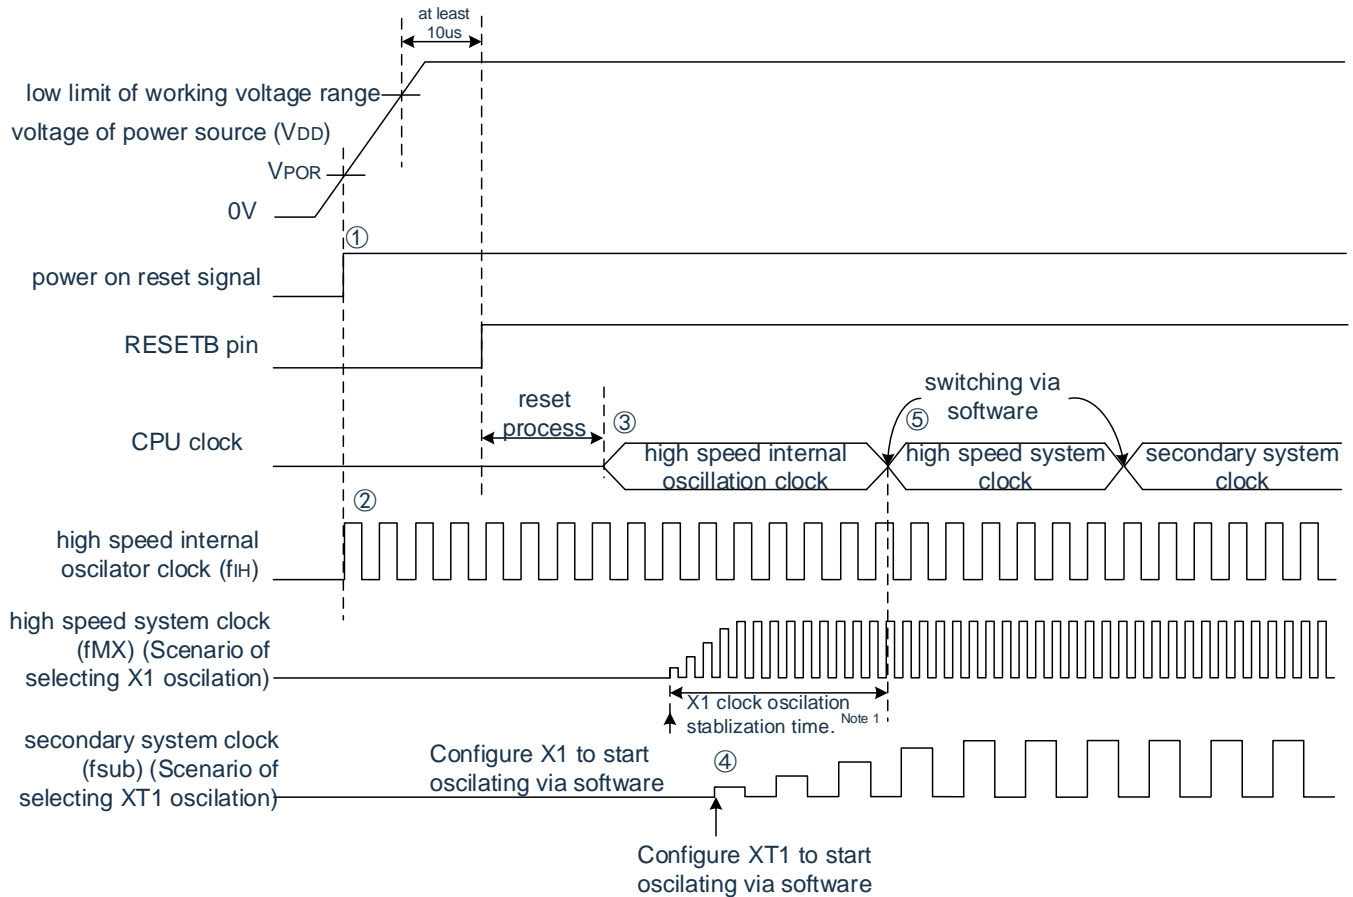 at least
10us
low limit of working voltage range
voltage of power source (VDD)
VPOR
0V
①
power on reset signal
RESETB pin
reset
process
switching via
software
③
⑤
CPU clock
high speed internal
oscillation clock
high speed system
clock
secondary system
clock
②
high speed internal
oscilator clock (fIH)
high speed system clock
(fMX) (Scenario of
selecting X1 oscilation)
X1 clock oscilation
stablization time. Note 1
secondary system clock
(fsub) (Scenario of
selecting XT1 oscilation)
Configure X1 to start
oscilating via software
④
Configure XT1 to start
oscilating via software